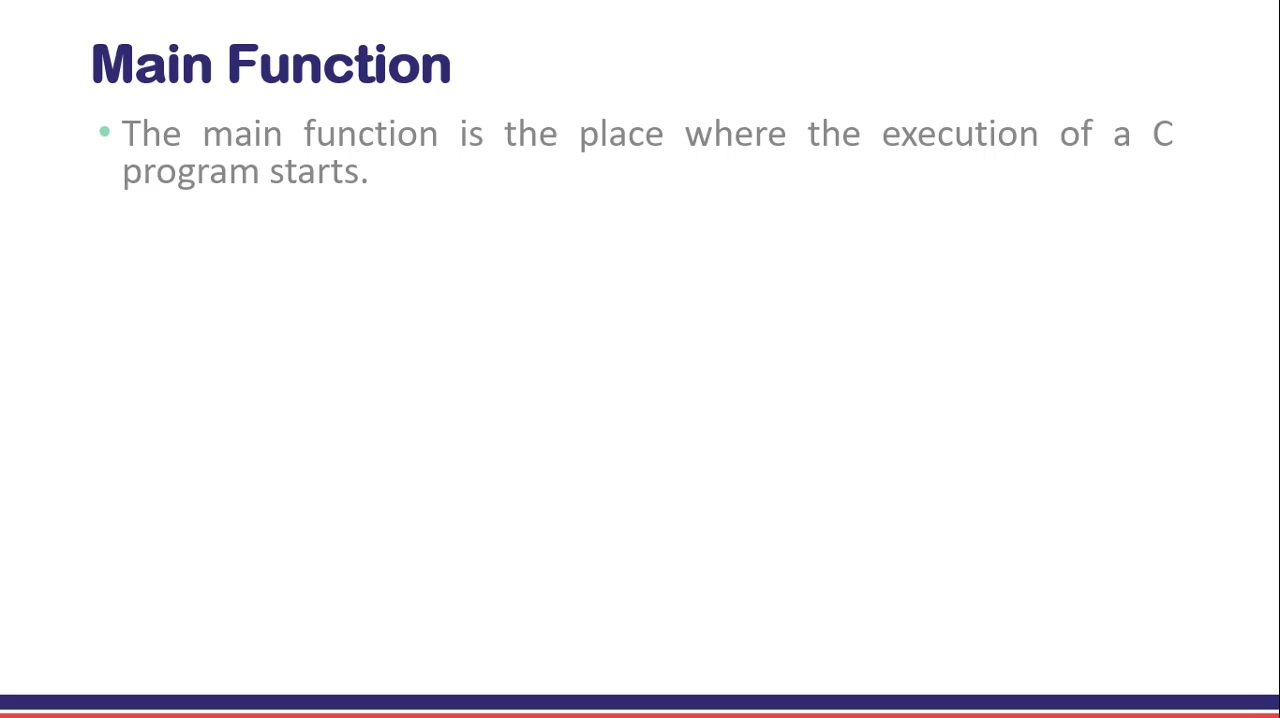 Main Function
• The main function is the place where the execution of a C
program starts.